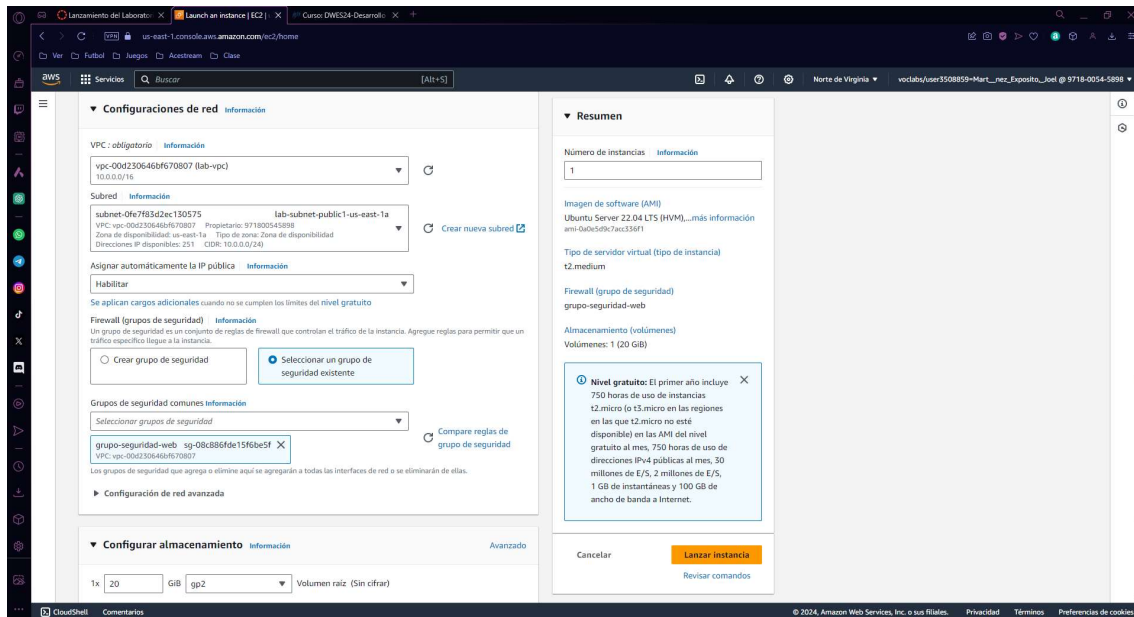 Lanzamiento del Laborator
Launch an instance | EC2 |
Curso: DWES24-Desarrollo
VPN
us-east-1.console.aws.amazon.com/ec2/home
Ver
Futbol
Juegos
Acestream
Clase
aws
Servicios
Buscar
[Alt+S]
Norte de Virginia
voclabs/user3508859=Mart__nez_Exposito,_Joel @ 9718-0054-5898
Configuraciones de red Información
VPC : obligatorio Información
vpc-00d230646bf670807 (lab-vpc)
10.0.0.0/16
Subred Información
subnet-0fe7f83d2ec130575 lab-subnet-public1-us-east-1a
VPC: vpc-00d230646bf670807 Propietario: 971800545898
Zona de disponibilidad: us-east-1a Tipo de zona: Zona de disponibilidad
Direcciones IP disponibles: 251 CIDR: 10.0.0.0/24)
Crear nueva subred
Asignar automáticamente la IP pública Información
Habilitar
Se aplican cargos adicionales cuando no se cumplen los límites del nivel gratuito
Firewall (grupos de seguridad) Información
Un grupo de seguridad es un conjunto de reglas de firewall que controlan el tráfico de la instancia. Agregue reglas para permitir que un
tráfico específico llegue a la instancia.
Crear grupo de seguridad
Seleccionar un grupo de
seguridad existente
Grupos de seguridad comunes Información
Seleccionar grupos de seguridad
grupo-seguridad-web sg-08c886fde15f6be5f
VPC: vpc-00d230646bf670807
Compare reglas de
grupo de seguridad
Los grupos de seguridad que agrega o elimine aquí se agregarán a todas las interfaces de red o se eliminarán de ellas.
Configuración de red avanzada
Configurar almacenamiento Información
Avanzado
1x 20 GiB gp2 Volumen raíz (Sin cifrar)
Resumen
Número de instancias Información
1
Imagen de software (AMI)
Ubuntu Server 22.04 LTS (HVM),...más información
ami-0a0e5d9c7acc336f1
Tipo de servidor virtual (tipo de instancia)
t2.medium
Firewall (grupo de seguridad)
grupo-seguridad-web
Almacenamiento (volúmenes)
Volúmenes: 1 (20 GiB)
Nivel gratuito: El primer año incluye
750 horas de uso de instancias
t2.micro (o t3.micro en las regiones
en las que t2.micro no esté
disponible) en las AMI del nivel
gratuito al mes, 750 horas de uso de
direcciones IPv4 públicas al mes, 30
millones de E/S, 2 millones de E/S,
1 GB de instantáneas y 100 GB de
ancho de banda a Internet.
Cancelar
Lanzar instancia
Revisar comandos
CloudShell
Comentarios
© 2024, Amazon Web Services, Inc. o sus filiales.
Privacidad
Términos
Preferencias de cookies